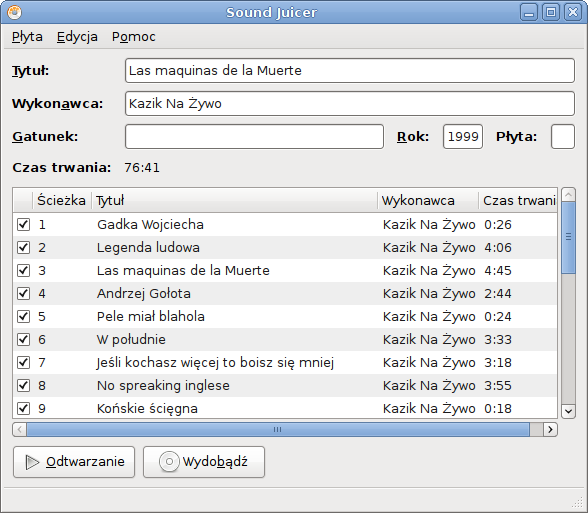 Sound Juicer
Płyta Edycja Pomoc
Tytuł: Las maquinas de la Muerte
Wykonawca: Kazik Na Żywo
Gatunek: Rok: 1999 Płyta:
Czas trwania: 76:41
Ścieżka Tytuł Wykonawca Czas trwani
1 Gadka Wojciecha Kazik Na Żywo 0:26
2 Legenda ludowa Kazik Na Żywo 4:06
3 Las maquinas de la Muerte Kazik Na Żywo 4:45
4 Andrzej Gołota Kazik Na Żywo 2:44
5 Pele miał blahola Kazik Na Żywo 0:24
6 W południe Kazik Na Żywo 3:33
7 Jeśli kochasz więcej to boisz się mniej Kazik Na Żywo 3:18
8 No spreaking inglese Kazik Na Żywo 3:55
9 Końskie ścięgna Kazik Na Żywo 0:18
Odtwarzanie Wydobądź